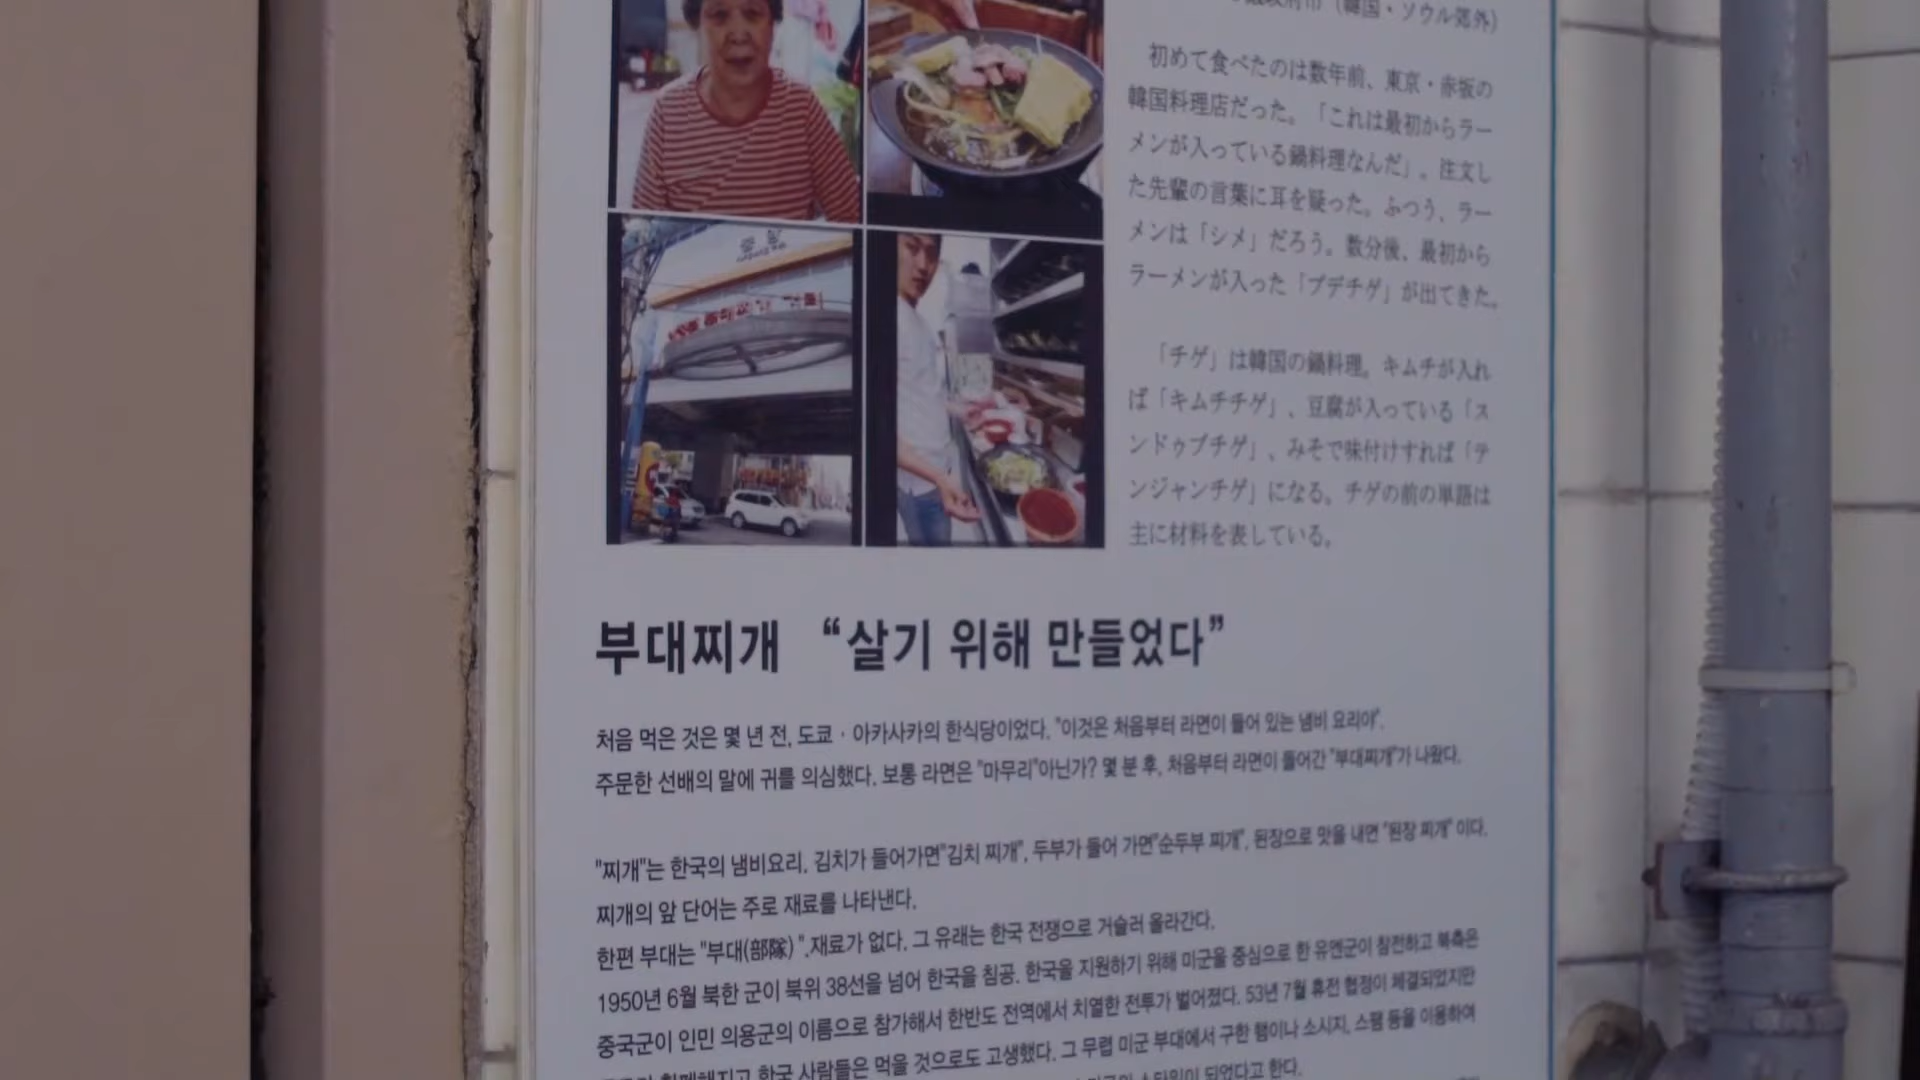 (韓国・ソウル郊外)
初めて食べたのは数年前、東京・赤坂の
韓国料理店だった。「これは最初からラー
メンが入っている鍋料理なんだ」。注文し
た先輩の言葉に耳を疑った。ふつう、ラー
メンは「シメ」だろう。数分後、最初から
ラーメンが入った「プデチゲ」が出てきた。
「チゲ」は韓国の鍋料理。キムチが入れ
ば「キムチチゲ」、豆腐が入っている「ス
ンドゥブチゲ」、みそで味付けすれば「テ
ンジャンチゲ」になる。チゲの前の単語は
主に材料を表している。
부대찌개 “살기 위해 만들었다”
처음 먹은 것은 몇 년 전, 도쿄・아카사카의 한식당이었다. "이것은 처음부터 라면이 들어 있는 냄비 요리야".
주문한 선배의 말에 귀를 의심했다. 보통 라면은 "마무리"아닌가? 몇 분 후, 처음부터 라면이 들어간 "부대찌개"가 나왔다.
"찌개"는 한국의 냄비요리. 김치가 들어가면"김치 찌개", 두부가 들어 가면"순두부 찌개", 된장으로 맛을 내면 "된장 찌개" 이다.
찌개의 앞 단어는 주로 재료를 나타낸다.
한편 부대는 "부대(部隊) ".재료가 없다. 그 유래는 한국 전쟁으로 거슬러 올라간다.
1950년 6월 북한 군이 북위 38선을 넘어 한국을 침공. 한국을 지원하기 위해 미군을 중심으로 한 유엔군이 참전하고 북측은
중국군이 인민 의용군의 이름으로 참가해서 한반도 전역에서 치열한 전투가 벌어졌다. 53년 7월 휴전 협정이 체결되었지만
한국 사람들은 먹을 것으로도 고생했다. 그 무렵 미군 부대에서 구한 햄이나 소시지, 스팸 등을 이용하여
되었다고 한다.